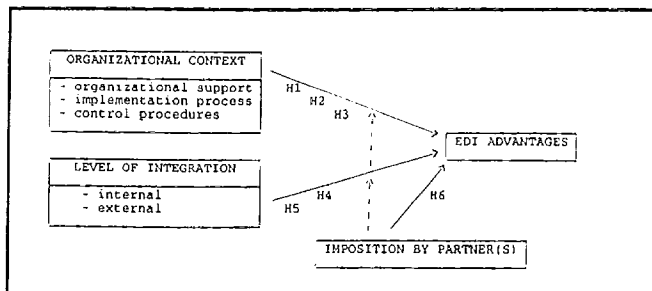 ORGANIZATIONAL CONTEXT
- organizational support
- implementation process
- control procedures
H1
H2
H3
EDI ADVANTAGES
LEVEL OF INTEGRATION
- internal
- external
H4
H5
H6
IMPOSITION BY PARTNER(S)